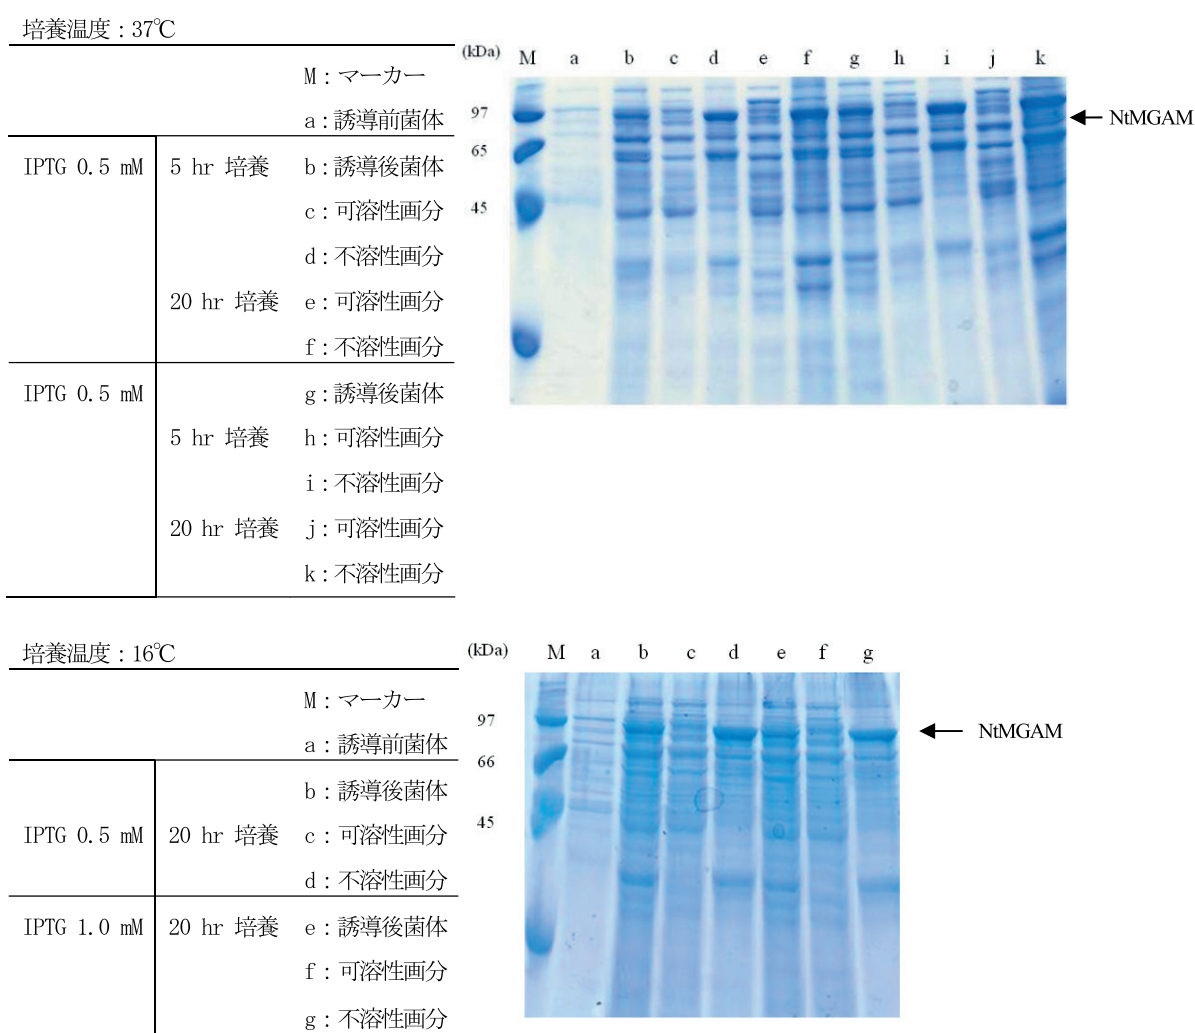 培養温度:37℃
M:マーカー
a:誘導前菌体
IPTG 0.5 mM 5 hr 培養 b:誘導後菌体
c:可溶性画分
d:不溶性画分
20 hr 培養 e:可溶性画分
f:不溶性画分
IPTG 0.5 mM g:誘導後菌体
5 hr 培養 h:可溶性画分
i:不溶性画分
20 hr 培養 j:可溶性画分
k:不溶性画分
(kDa) M a b c d e f g h i j k
97
NtMGAM
65
45
培養温度:16℃
M:マーカー
a:誘導前菌体
b:誘導後菌体
IPTG 0.5 mM 20 hr 培養 c:可溶性画分
d:不溶性画分
IPTG 1.0 mM 20 hr 培養 e:誘導後菌体
f:可溶性画分
g:不溶性画分
(kDa) M a b c d e f g
97
NtMGAM
66
45